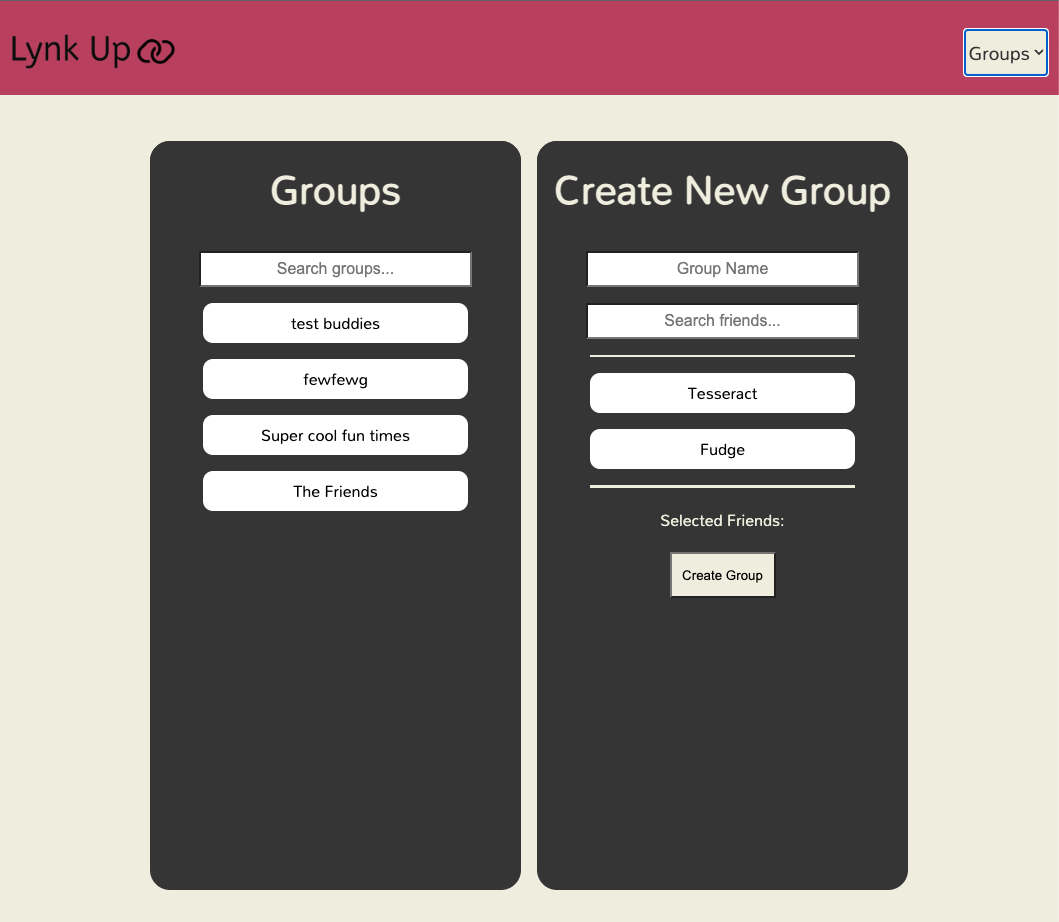 Lynk Up
Groups
Groups
Search groups...
test buddies
fewfewg
Super cool fun times
The Friends
Create New Group
Group Name
Search friends...
Tesseract
Fudge
Selected Friends:
Create Group